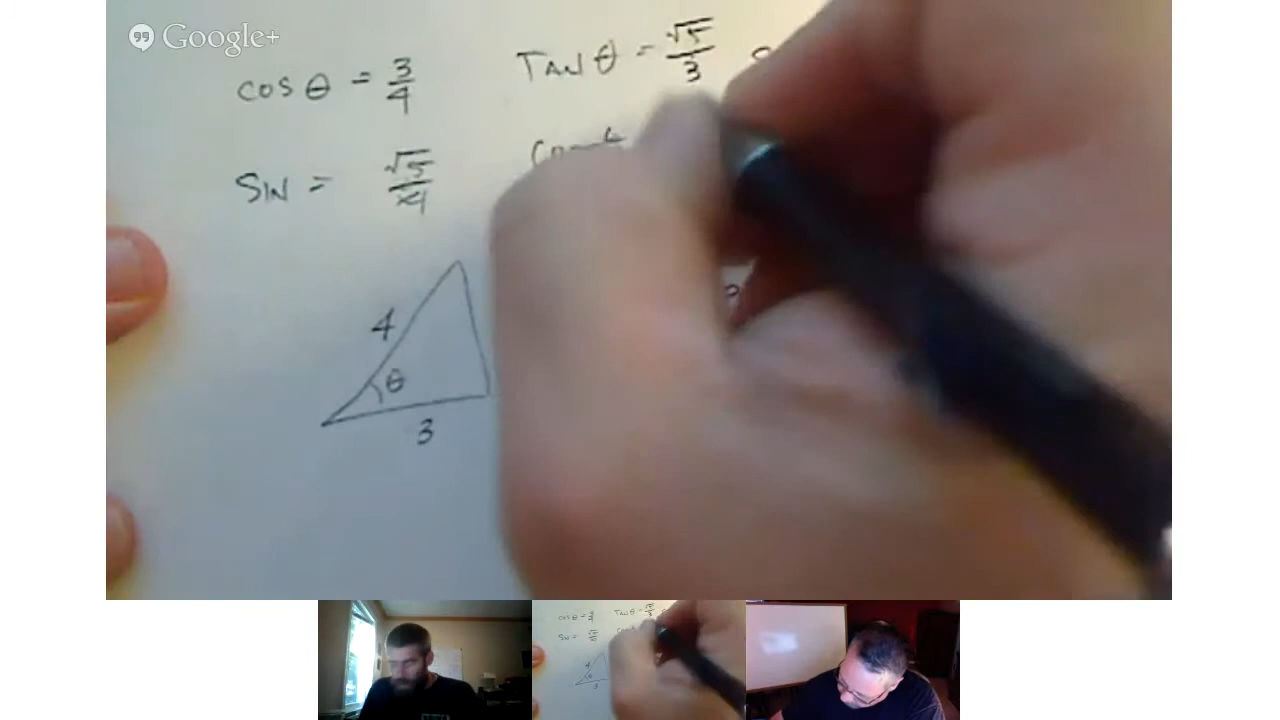 Google+
cos θ = 3/4
TAN θ = √5/3
SIN = √5/4
4
θ
3